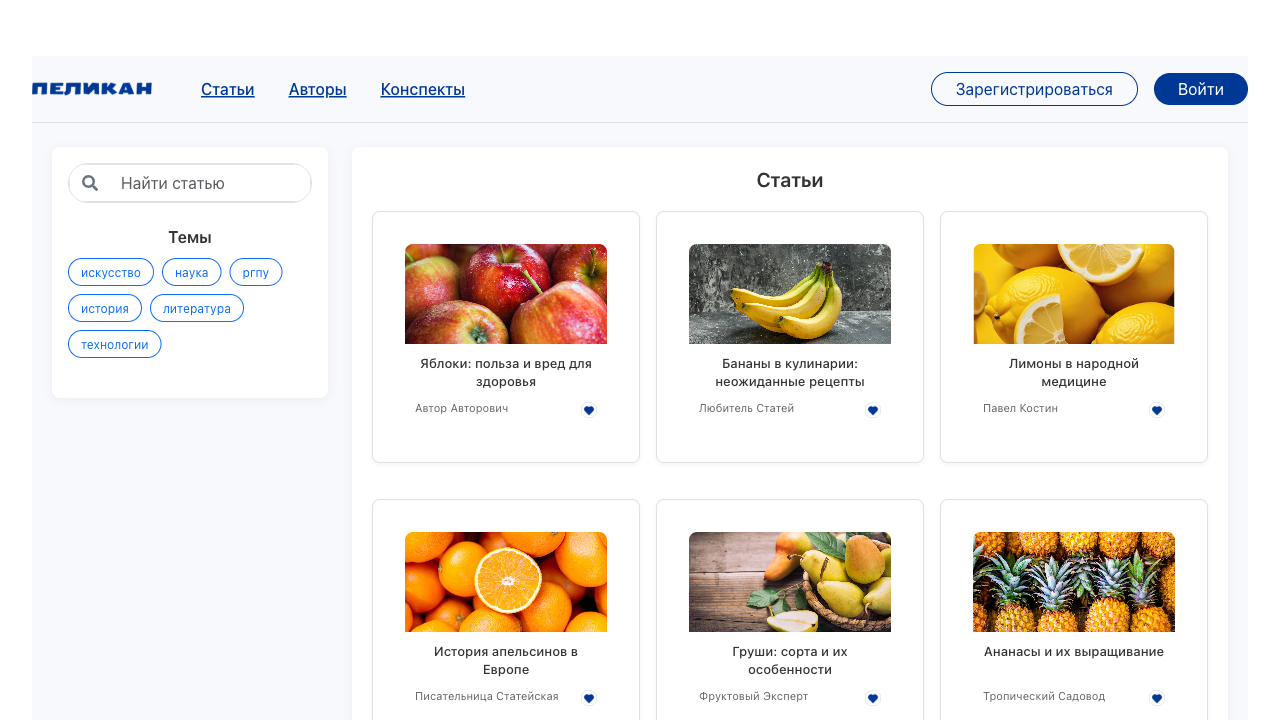 ПЕЛИКАН
Статьи
Авторы
Конспекты
Зарегистрироваться
Войти
Найти статью
Темы
искусство
наука
ргпу
история
литература
технологии
Статьи
Яблоки: польза и вред для
здоровья
Автор Авторович
Бананы в кулинарии:
неожиданные рецепты
Любитель Статей
Лимоны в народной
медицине
Павел Костин
История апельсинов в
Европе
Писательница Статейская
Груши: сорта и их
особенности
Фруктовый Эксперт
Ананасы и их выращивание
Тропический Садовод